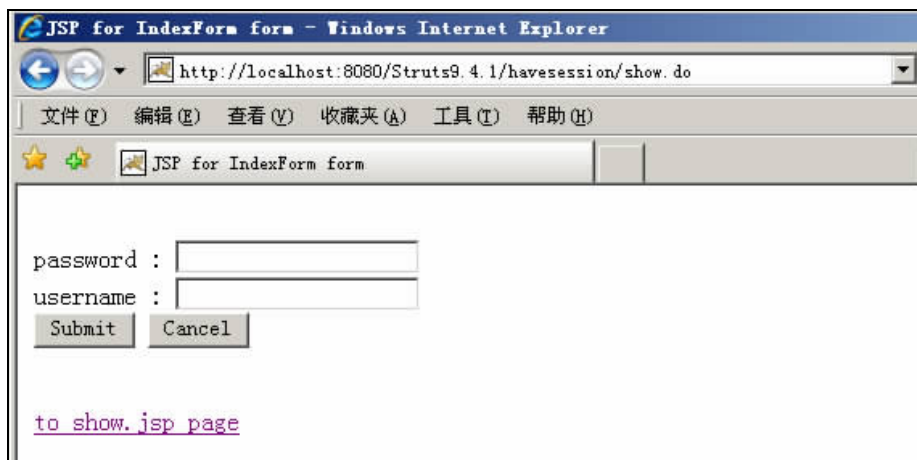 JSP for IndexForm form - Windows Internet Explorer
http://localhost:8080/Struts9.4.1/havesession/show.do
文件(F) 编辑(E) 查看(V) 收藏夹(A) 工具(T) 帮助(H)
JSP for IndexForm form
password :
username :
Submit Cancel
to show.jsp page